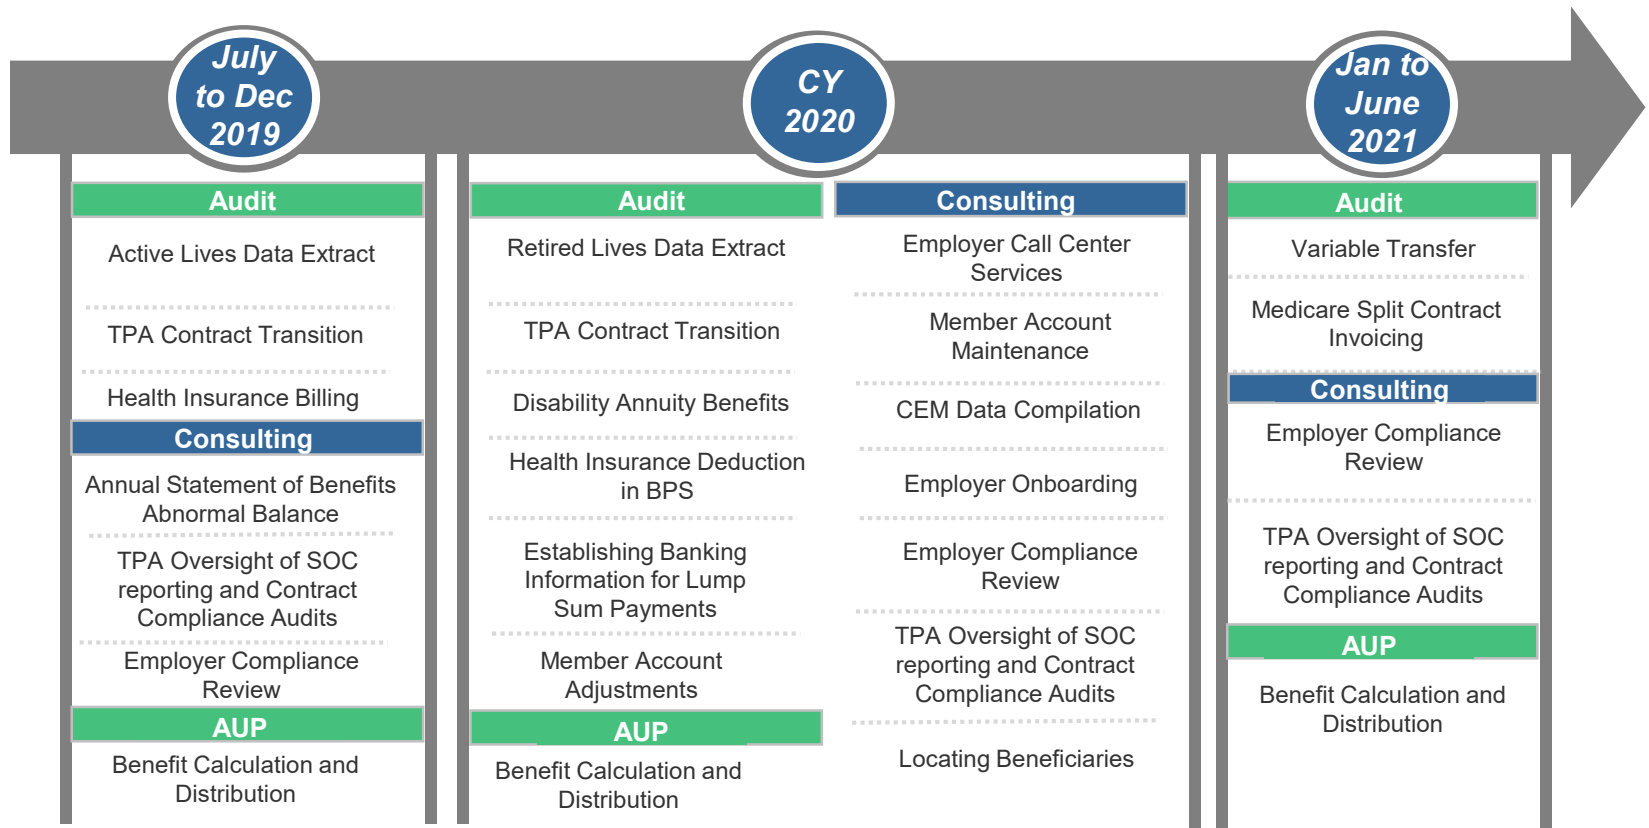 July
to Dec
2019
CY
2020
Jan to
June
2021
Audit
Active Lives Data Extract
TPA Contract Transition
Health Insurance Billing
Consulting
Annual Statement of Benefits
Abnormal Balance
TPA Oversight of SOC
reporting and Contract
Compliance Audits
Employer Compliance
Review
AUP
Benefit Calculation and
Distribution
Audit
Retired Lives Data Extract
TPA Contract Transition
Disability Annuity Benefits
Health Insurance Deduction
in BPS
Establishing Banking
Information for Lump
Sum Payments
Member Account
Adjustments
AUP
Benefit Calculation and
Distribution
Consulting
Employer Call Center
Services
Member Account
Maintenance
CEM Data Compilation
Employer Onboarding
Employer Compliance
Review
TPA Oversight of SOC
reporting and Contract
Compliance Audits
Locating Beneficiaries
Audit
Variable Transfer
Medicare Split Contract
Invoicing
Consulting
Employer Compliance
Review
TPA Oversight of SOC
reporting and Contract
Compliance Audits
AUP
Benefit Calculation and
Distribution